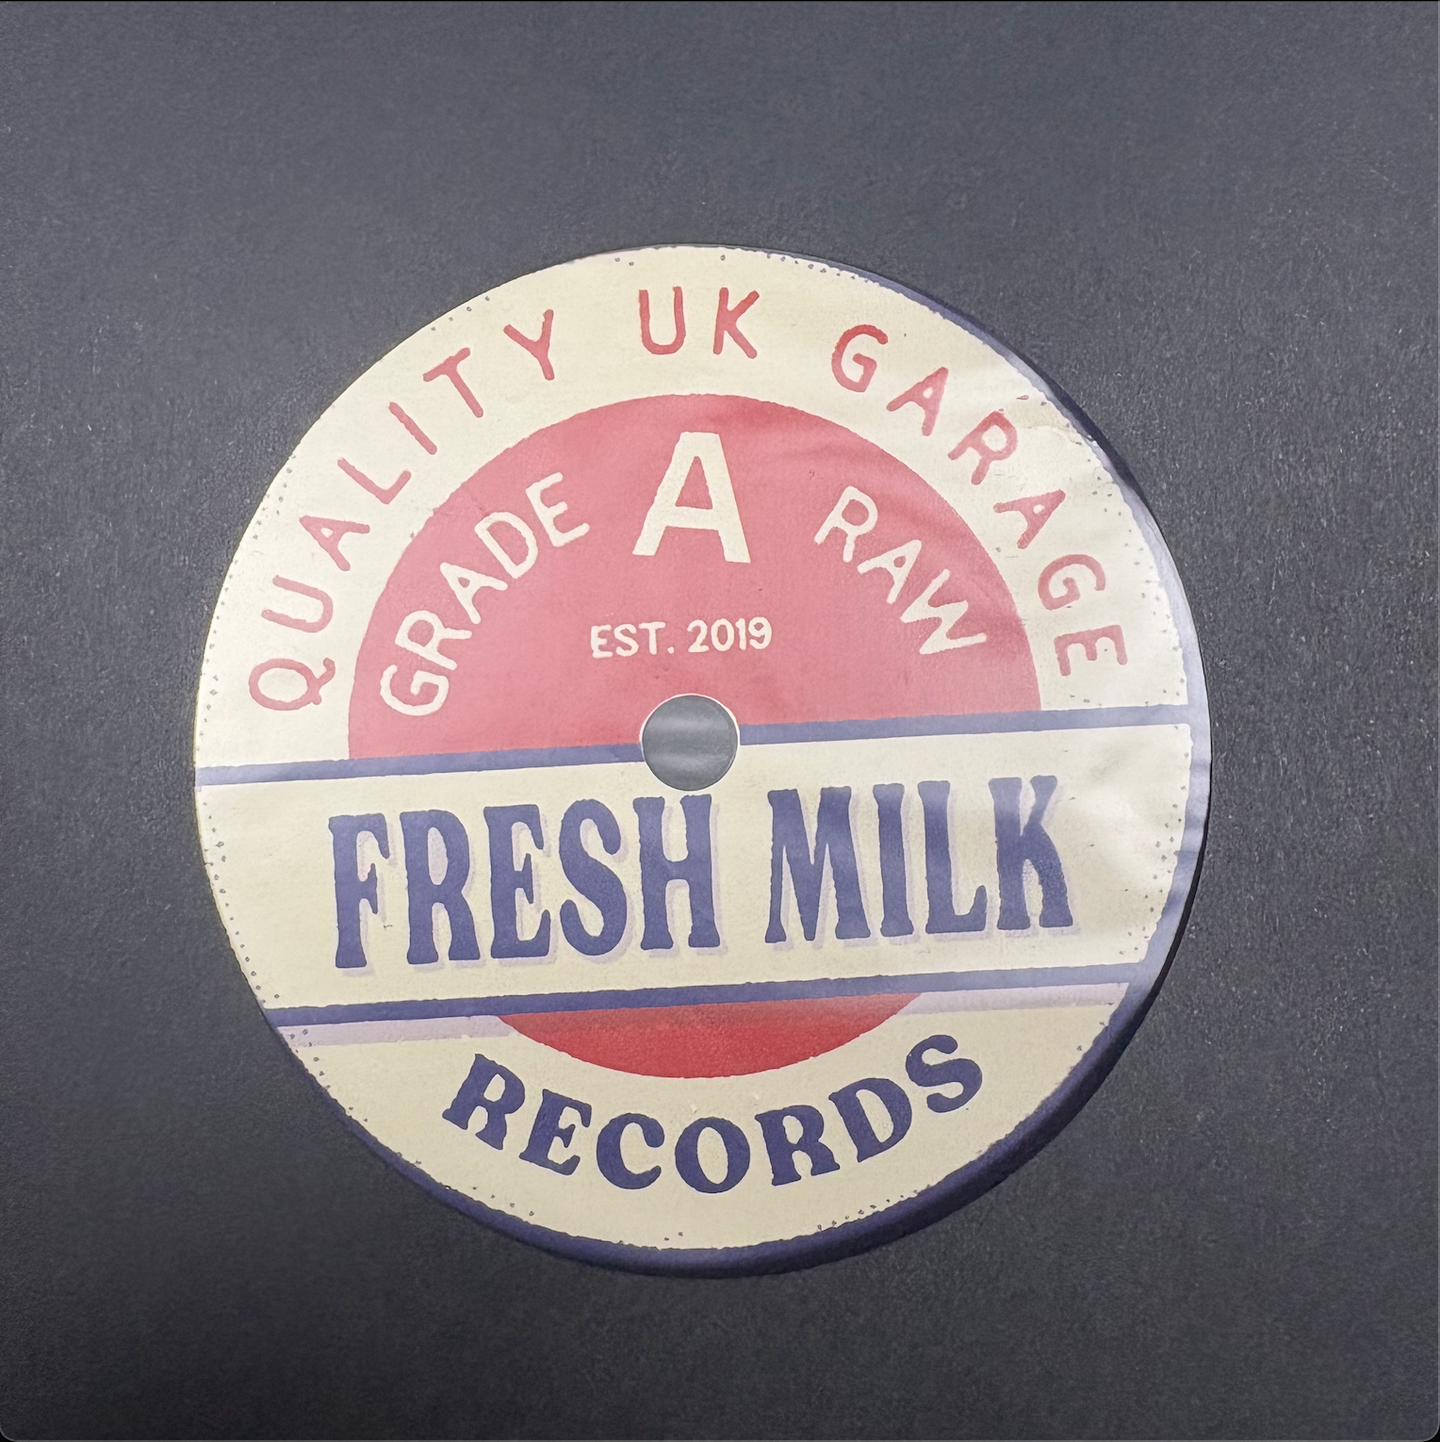 QUALITY UK GARAGE
GRADE A RAW
EST. 2019
FRESH MILK
RECORDS